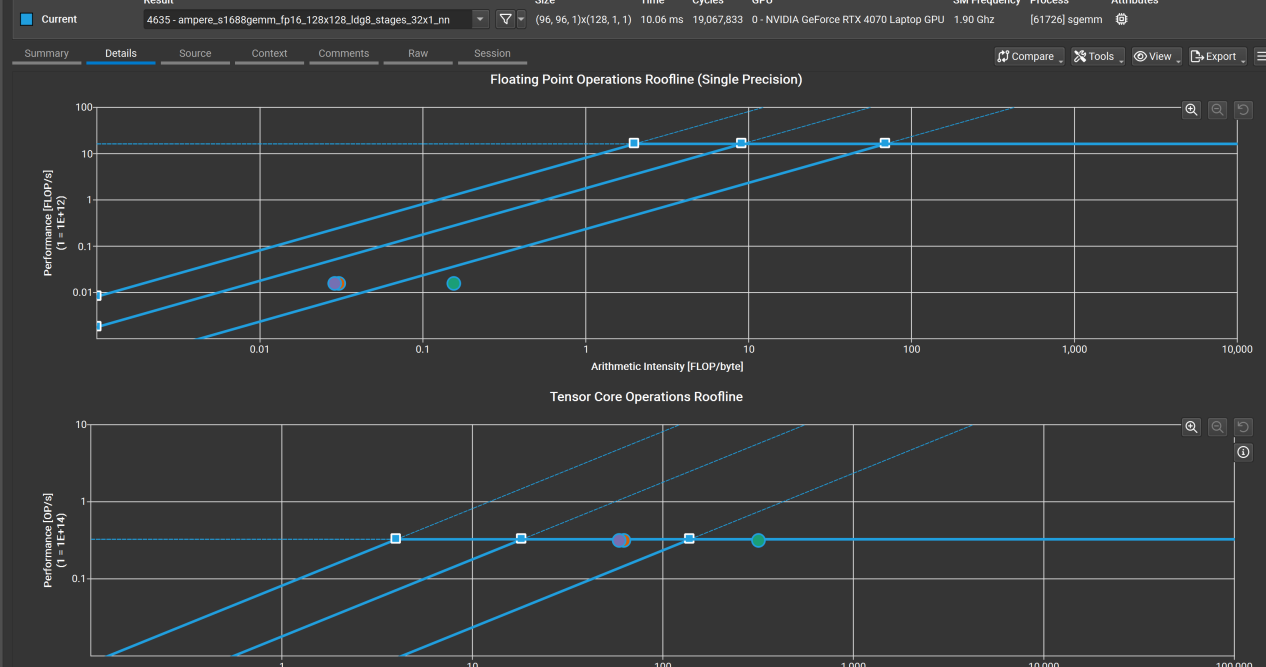 Result Size Time Cycles GPU SM Frequency Process Attributes
Current 4635 - ampere_s1688gemm_fp16_128x128_ldg8_stages_32x1_nn (96, 96, 1)x(128, 1, 1) 10.06 ms 19,067,833 0 - NVIDIA GeForce RTX 4070 Laptop GPU 1.90 Ghz [61726] sgemm
Summary Details Source Context Comments Raw Session Compare Tools View Export
Floating Point Operations Roofline (Single Precision)
100
10
1
0.1
0.01
Performance [FLOP/s]
(1 = 1E+12)
0.01 0.1 1 10 100 1,000 10,000
Arithmetic Intensity [FLOP/byte]
Tensor Core Operations Roofline
10
1
0.1
Performance [OP/s]
(1 = 1E+14)
1 10 100 1,000 10,000 100,000